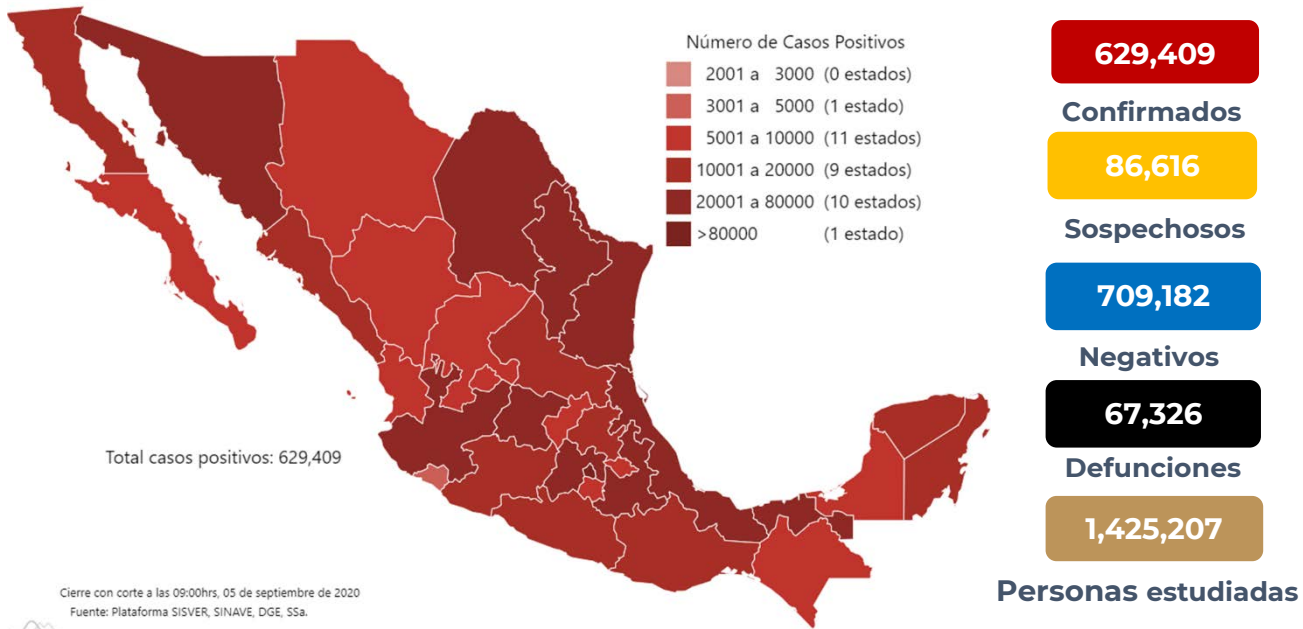 Número de Casos Positivos
2001 a 3000 (0 estados)
3001 a 5000 (1 estado)
5001 a 10000 (11 estados)
10001 a 20000 (9 estados)
20001 a 80000 (10 estados)
>80000 (1 estado)
Total casos positivos: 629,409
Cierre con corte a las 09:00hrs, 05 de septiembre de 2020
Fuente: Plataforma SISVER, SINAVE, DGE, SSa.
629,409
Confirmados
86,616
Sospechosos
709,182
Negativos
67,326
Defunciones
1,425,207
Personas estudiadas